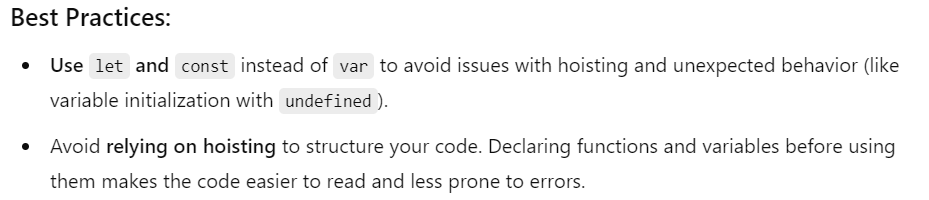 Best Practices:
• Use let and const instead of var to avoid issues with hoisting and unexpected behavior (like
variable initialization with undefined).
• Avoid relying on hoisting to structure your code. Declaring functions and variables before using
them makes the code easier to read and less prone to errors.